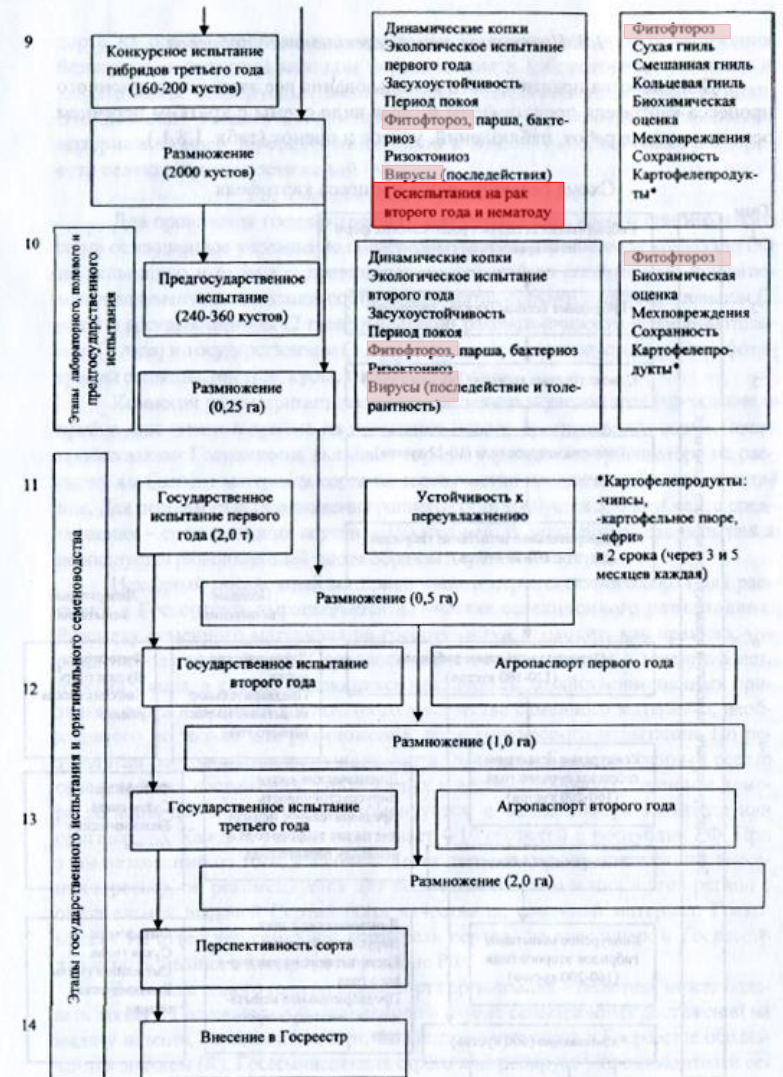 9
Конкурсное испытание
гибридов третьего года
(160-200 кустов)
Размножение
(2000 кустов)
Динамические копки
Экологическое испытание
первого года
Засухоустойчивость
Период покоя
Фитофтороз, парша, бакте-
риоз
Ризоктониоз
Вирусы (последействия)
Госиспытания на рак
второго года и нематоду
Фитофтороз
Сухая гниль
Смешанная гниль
Кольцевая гниль
Биохимическая
оценка
Мехповреждения
Сохранность
Картофелепродук-
ты*
10
Этапы лабораторного, полевого и
предгосударственного
испытания
Предгосударственное
испытание
(240-360 кустов)
Размножение
(0,25 га)
Динамические копки
Экологическое испытание
второго года
Засухоустойчивость
Период покоя
Фитофтороз, парша, бактериоз
Ризоктониоз
Вирусы (последействия и толе-
рантность)
Фитофтороз
Биохимическая
оценка
Мехповреждения
Сохранность
Картофелепро-
дукты*
11
Этапы государственного испытания и оригинального семеноводства
Государственное
испытание первого
года (2,0 т)
Устойчивость к
переувлажнению
*Картофелепродукты:
-чипсы,
-картофельное пюре,
-«фри»
в 2 срока (через 3 и 5
месяцев каждая)
Размножение (0,5 га)
12
Государственное испытание
второго года
Агропаспорт первого года
Размножение (1,0 га)
13
Государственное испытание
третьего года
Агропаспорт второго года
Размножение (2,0 га)
Перспективность сорта
14
Внесение в Госреестр